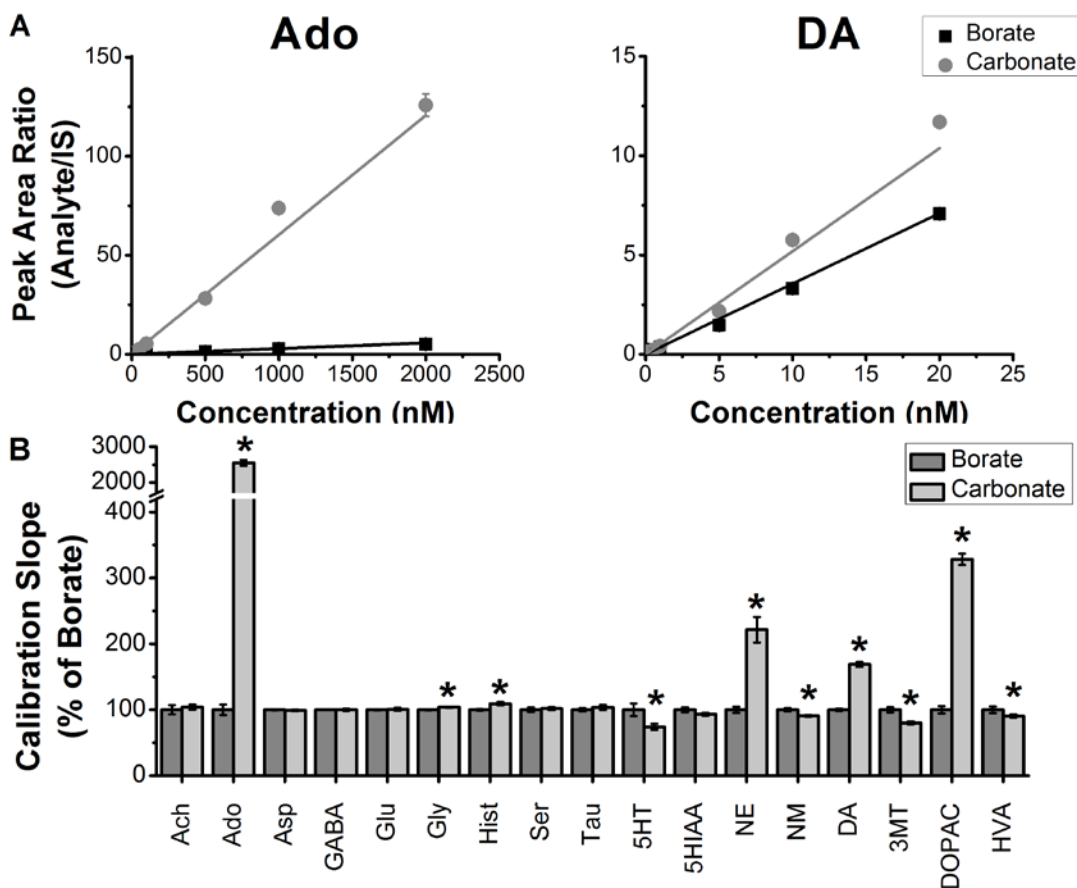 A
Ado
DA
Borate
Carbonate
Peak Area Ratio
(Analyte/IS)
150
125
100
75
50
25
0
0 500 1000 1500 2000 2500
Concentration (nM)
15
10
5
0
0 5 10 15 20 25
Concentration (nM)
B
Borate
Carbonate
Calibration Slope
(% of Borate)
3000
2000
400
300
200
100
0
* * * * * * * * * *
Ach Ado Asp GABA Glu Gly Hist Ser Tau 5HT 5HIAA NE NM DA 3MT DOPAC HVA